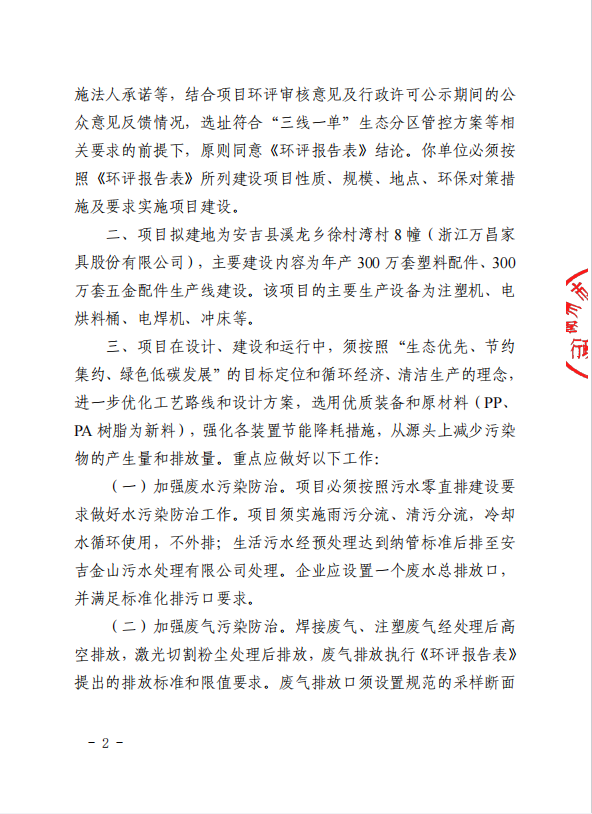 施法人承诺等，结合项目环评审核意见及行政许可公示期间的公
众意见反馈情况，选址符合“三线一单”生态分区管控方案等相
关要求的前提下，原则同意《环评报告表》结论。你单位必须按
照《环评报告表》所列建设项目性质、规模、地点、环保对策措
施及要求实施项目建设。
二、项目拟建地为安吉县溪龙乡徐村湾村 8 幢（浙江万昌家
具股份有限公司），主要建设内容为年产 300 万套塑料配件、300
万套五金配件生产线建设。该项目的主要生产设备为注塑机、电
烘料桶、电焊机、冲床等。
三、项目在设计、建设和运行中，须按照“生态优先、节约
集约、绿色低碳发展”的目标定位和循环经济、清洁生产的理念，
进一步优化工艺路线和设计方案，选用优质装备和原材料（PP、
PA 树脂为新料），强化各装置节能降耗措施，从源头上减少污染
物的产生量和排放量。重点应做好以下工作：
（一）加强废水污染防治。项目必须按照污水零直排建设要
求做好水污染防治工作。项目须实施雨污分流、清污分流，冷却
水循环使用，不外排；生活污水经预处理达到纳管标准后排至安
吉金山污水处理有限公司处理。企业应设置一个废水总排放口，
并满足标准化排污口要求。
（二）加强废气污染防治。焊接废气、注塑废气经处理后高
空排放，激光切割粉尘处理后排放，废气排放执行《环评报告表》
提出的排放标准和限值要求。废气排放口须设置规范的采样断面
- 2 -